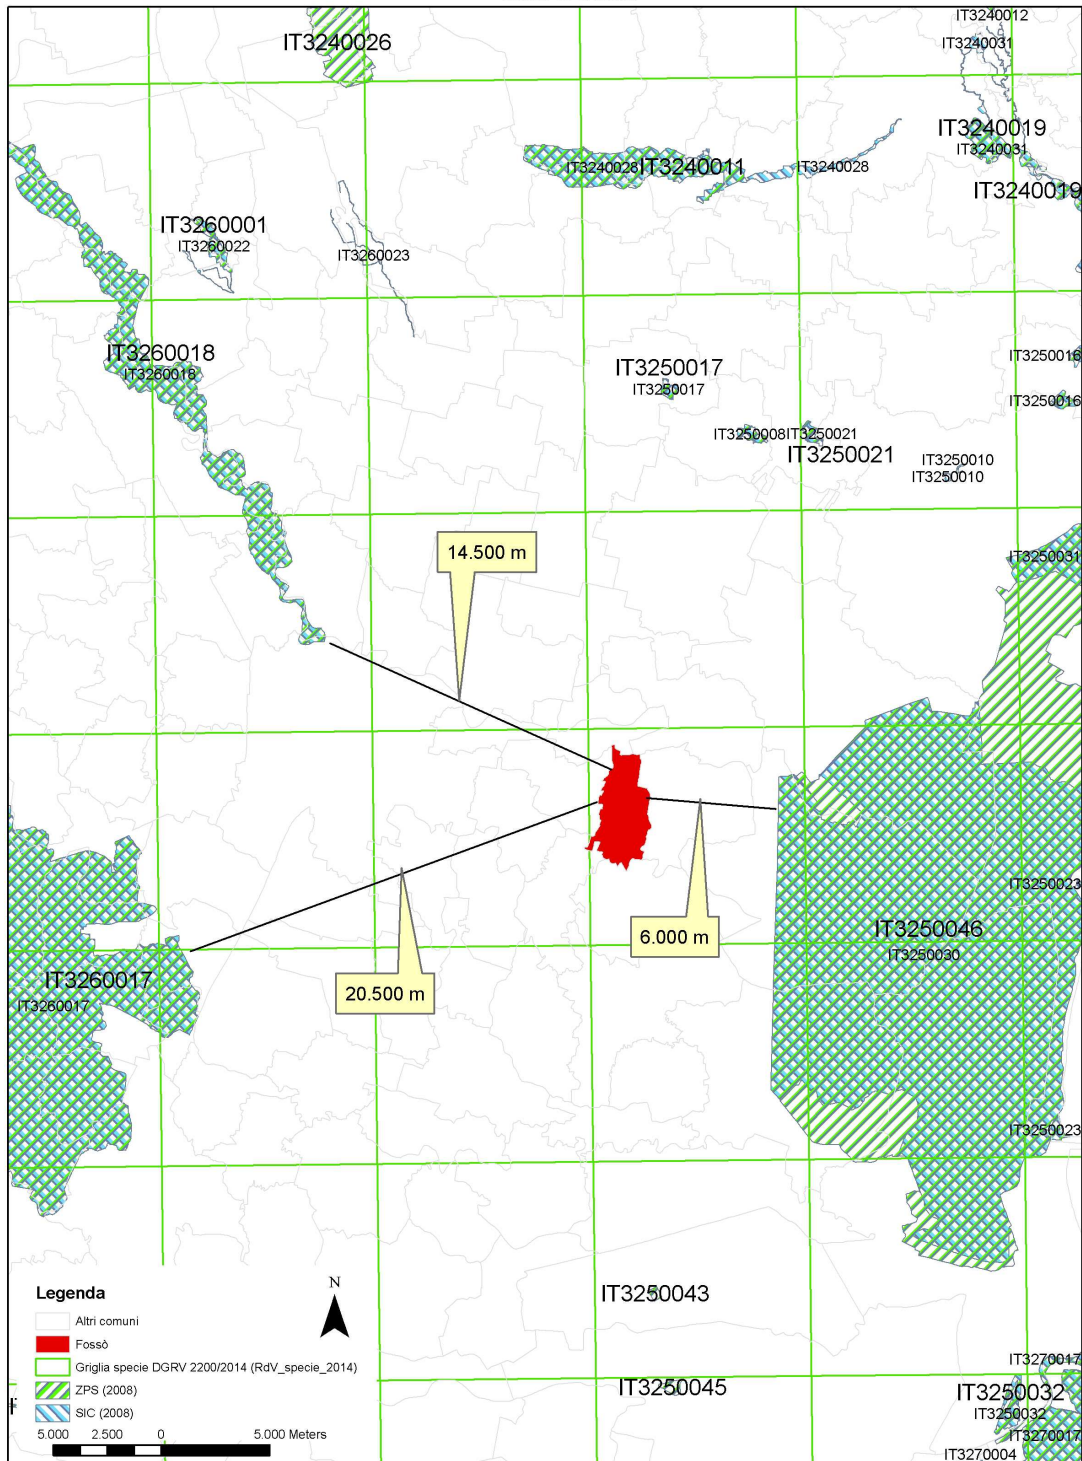 IT3240012
IT3240026
IT3240031
IT3240019
IT3240031
IT3240028
IT3240011
IT3240028
IT3240019
IT3260001
IT3260022
IT3260023
IT3260018
IT3260018
IT3250017
IT3250017
IT3250016
IT3250016
IT3250008
IT3250021
IT3250021
IT3250010
IT3250010
14.500 m
IT3250031
IT3250023
IT3250046
IT3250030
6.000 m
IT3260017
IT3260017
20.500 m
IT3250023
IT3250043
IT3250045
IT3270017
IT3250032
IT3250032
IT3270017
IT3270004
Legenda
Altri comuni
Fossò
Griglia specie DGRV 2200/2014 (RdV_specie_2014)
ZPS (2008)
SIC (2008)
5.000 2.500 0 5.000 Meters
N